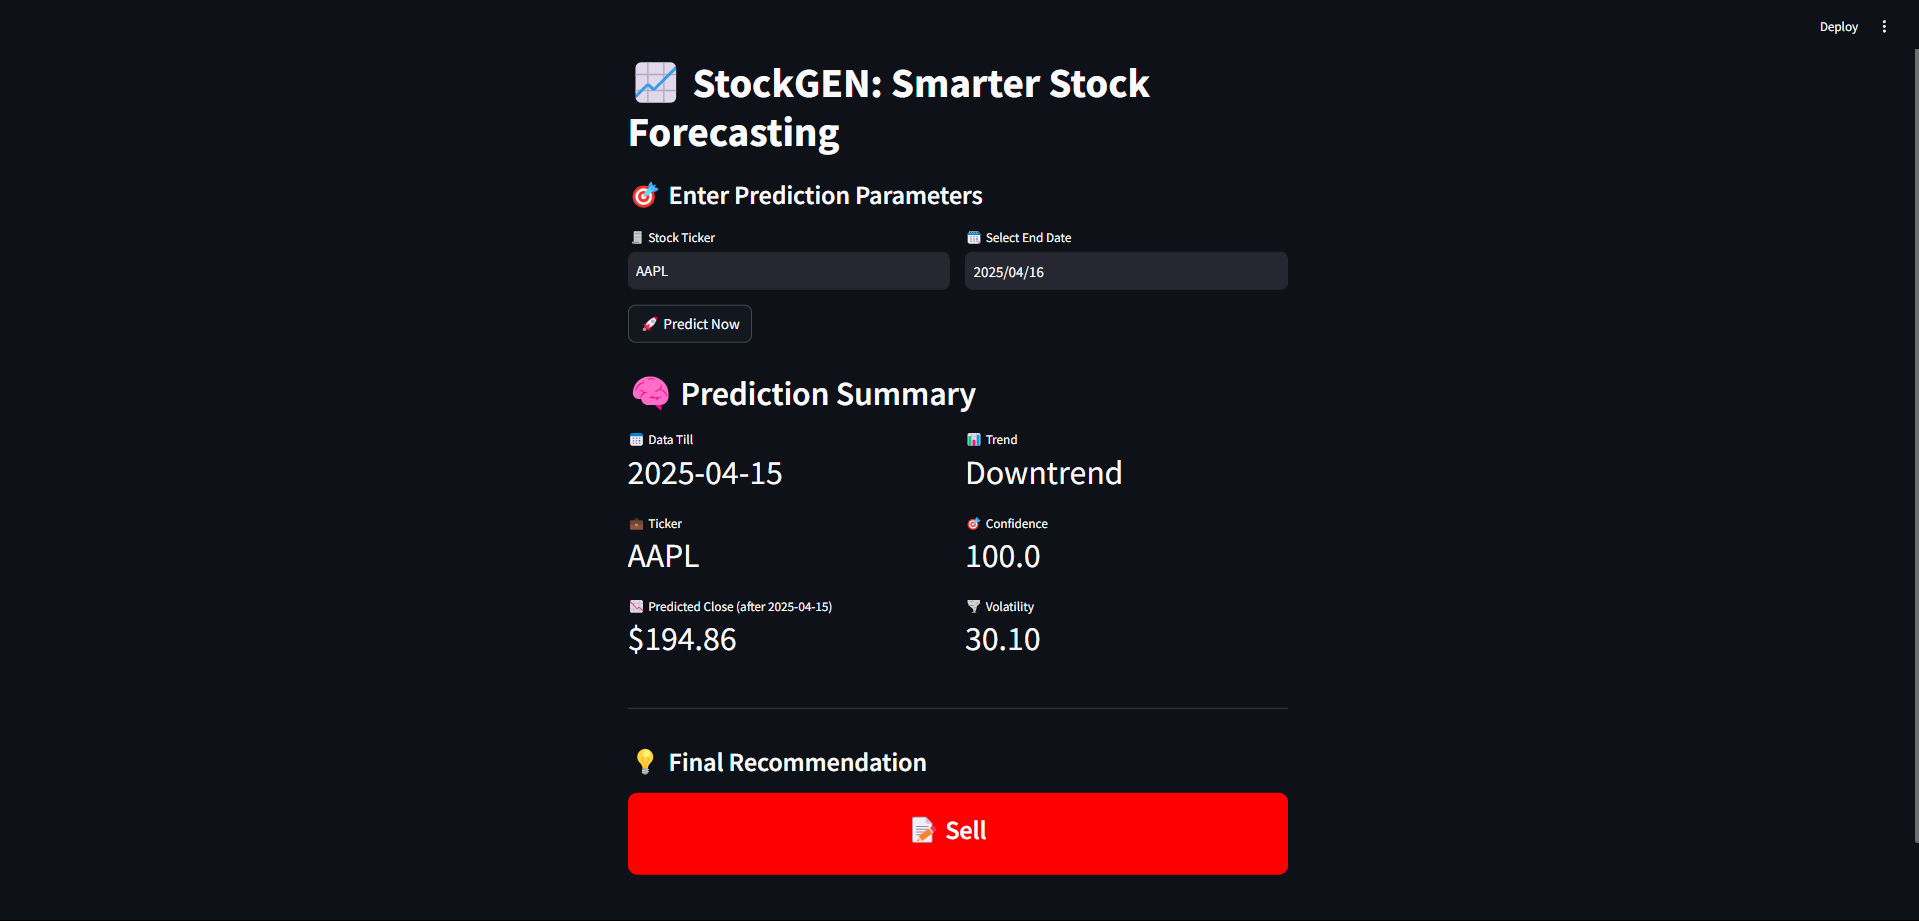 Deploy
StockGEN: Smarter Stock
Forecasting
Enter Prediction Parameters
Stock Ticker
Select End Date
AAPL
2025/04/16
Predict Now
Prediction Summary
Data Till
Trend
2025-04-15
Downtrend
Ticker
Confidence
AAPL
100.0
Predicted Close (after 2025-04-15)
Volatility
$194.86
30.10
Final Recommendation
Sell